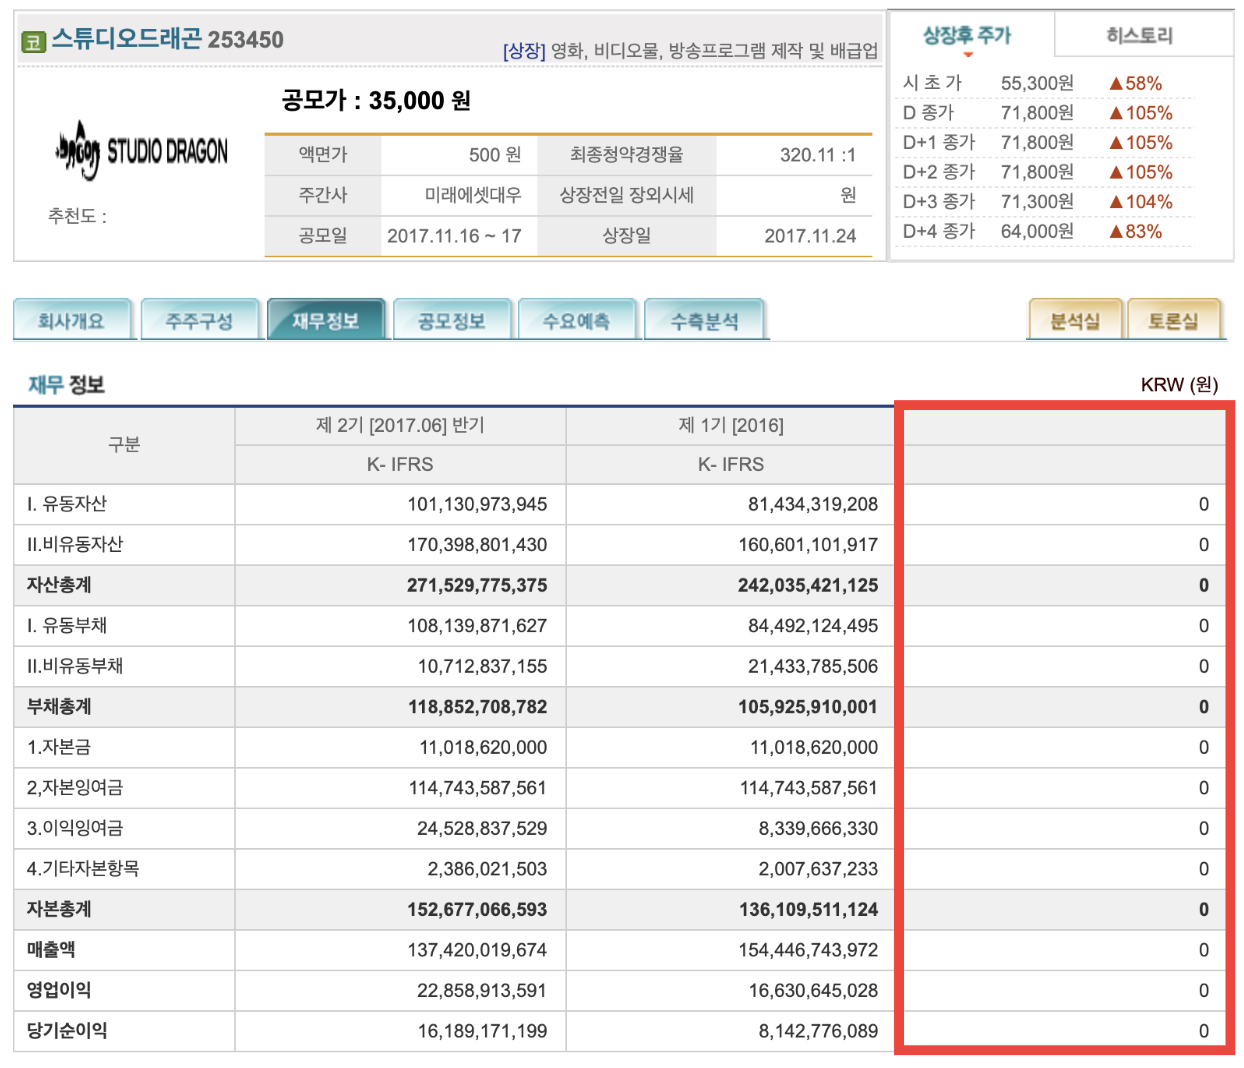 코 스튜디오드래곤 253450
[상장] 영화, 비디오물, 방송프로그램 제작 및 배급업
공모가 : 35,000 원
DRAGON STUDIO DRAGON
추천도 :
액면가 500 원 최종청약경쟁율 320.11 :1
주간사 미래에셋대우 상장전일 장외시세 원
공모일 2017.11.16 ~ 17 상장일 2017.11.24
상장후 주가 히스토리
시 초 가 55,300원 ▲58%
D 종가 71,800원 ▲105%
D+1 종가 71,800원 ▲105%
D+2 종가 71,800원 ▲105%
D+3 종가 71,300원 ▲104%
D+4 종가 64,000원 ▲83%
회사개요 주주구성 재무정보 공모정보 수요예측 수측분석 분석실 토론실
재무 정보 KRW (원)
구분 제 2기 [2017.06] 반기 제 1기 [2016]
K- IFRS K- IFRS
I. 유동자산 101,130,973,945 81,434,319,208 0
II.비유동자산 170,398,801,430 160,601,101,917 0
자산총계 271,529,775,375 242,035,421,125 0
I. 유동부채 108,139,871,627 84,492,124,495 0
II.비유동부채 10,712,837,155 21,433,785,506 0
부채총계 118,852,708,782 105,925,910,001 0
1.자본금 11,018,620,000 11,018,620,000 0
2,자본잉여금 114,743,587,561 114,743,587,561 0
3.이익잉여금 24,528,837,529 8,339,666,330 0
4.기타자본항목 2,386,021,503 2,007,637,233 0
자본총계 152,677,066,593 136,109,511,124 0
매출액 137,420,019,674 154,446,743,972 0
영업이익 22,858,913,591 16,630,645,028 0
당기순이익 16,189,171,199 8,142,776,089 0